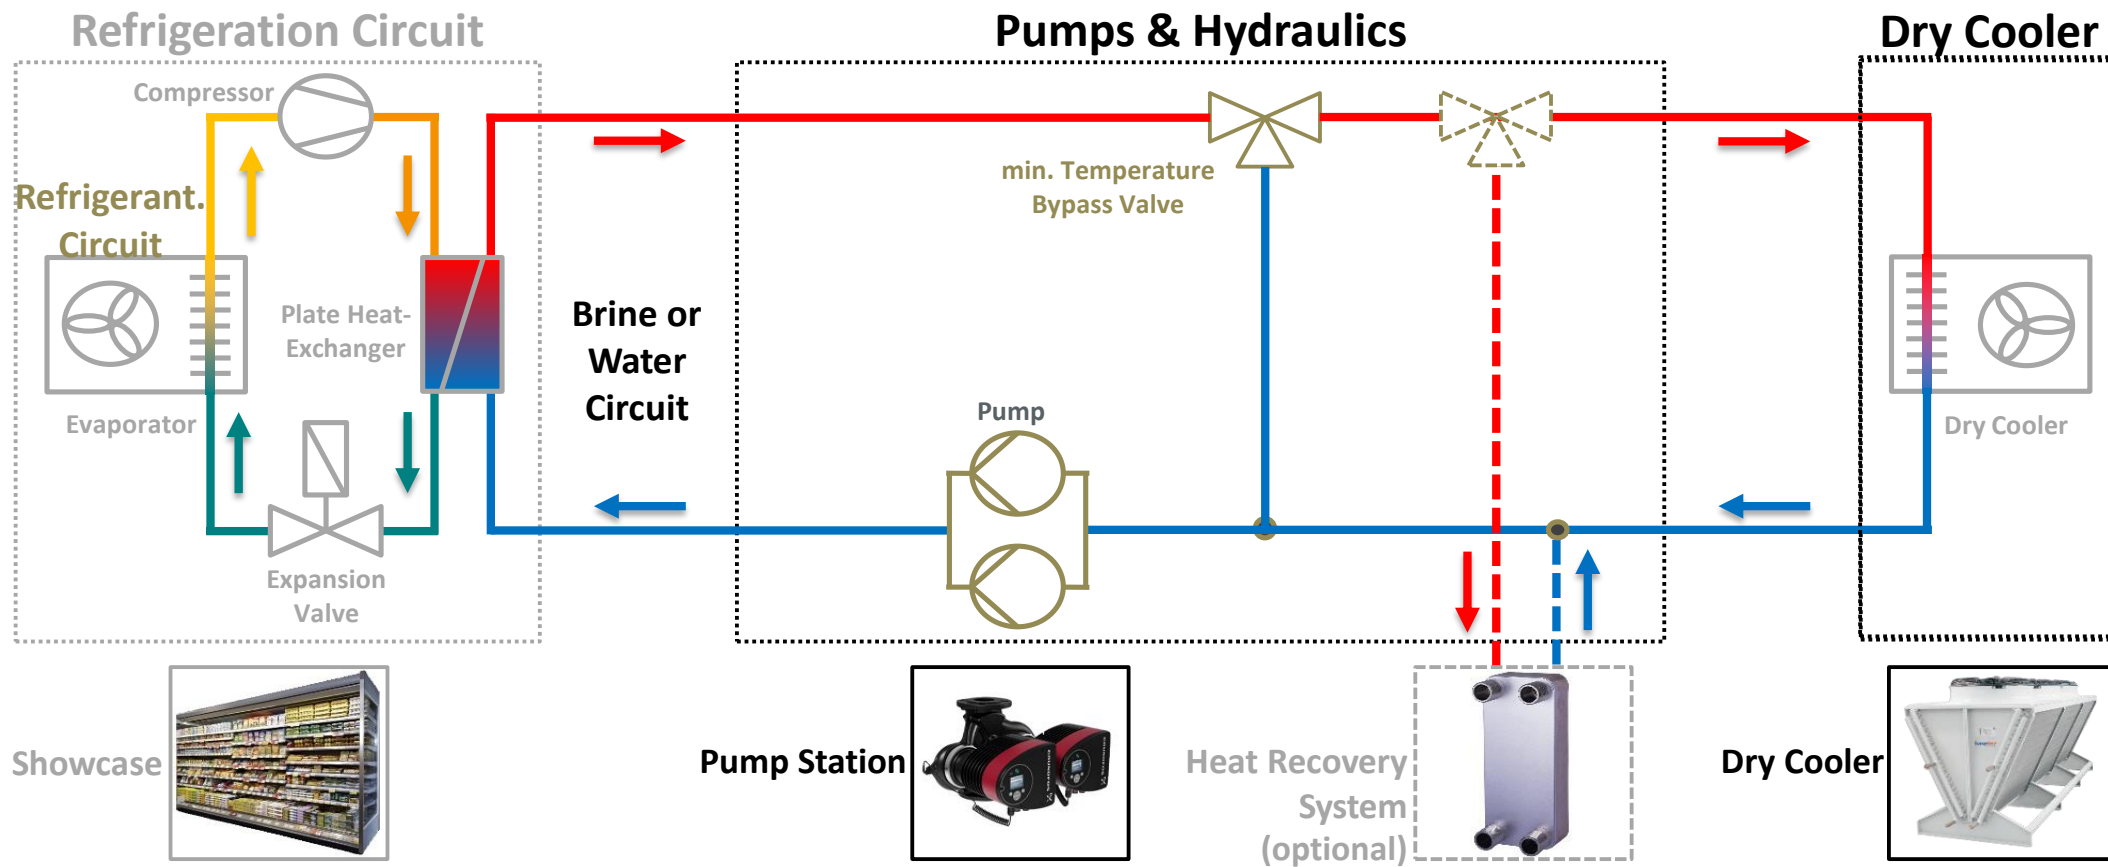 Refrigeration Circuit
Pumps & Hydraulics
Dry Cooler
Compressor
Refrigerant.
Circuit
min. Temperature
Bypass Valve
Plate Heat-
Exchanger
Brine or
Water
Circuit
Evaporator
Pump
Dry Cooler
Expansion
Valve
Showcase
Pump Station
GRUNDFOS
Heat Recovery
System
(optional)
Dry Cooler